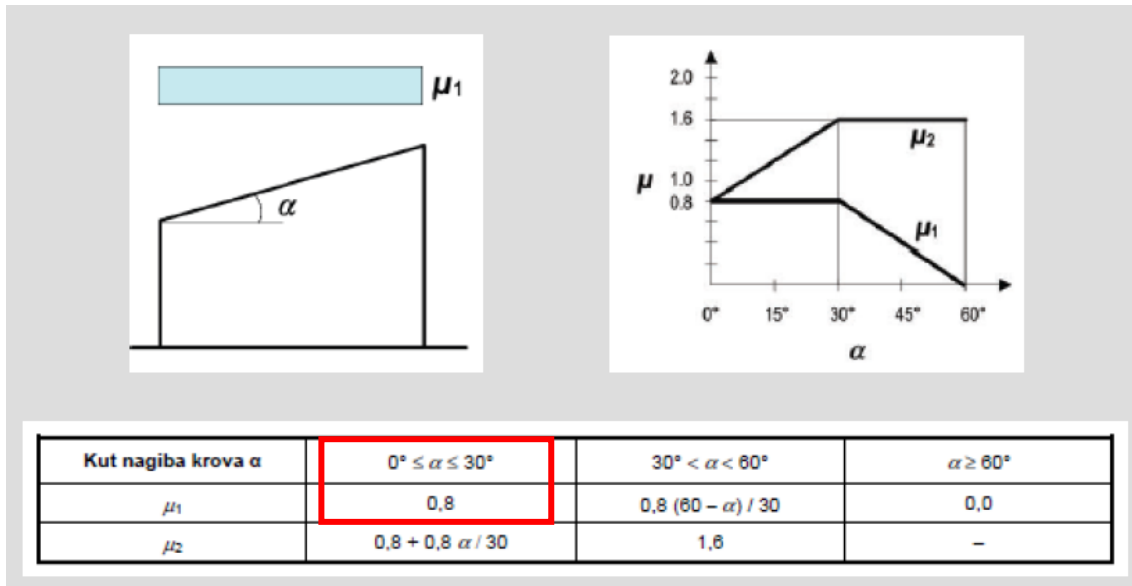 μ1
α
2.0
1.6
μ2
μ
1.0
0.8
μ1
0° 15° 30° 45° 60°
α
Kut nagiba krova α 0° ≤ α ≤ 30° 30° < α < 60° α ≥ 60°
μ1 0,8 0,8 (60 – α) / 30 0,0
μ2 0,8 + 0,8 α / 30 1,6 –